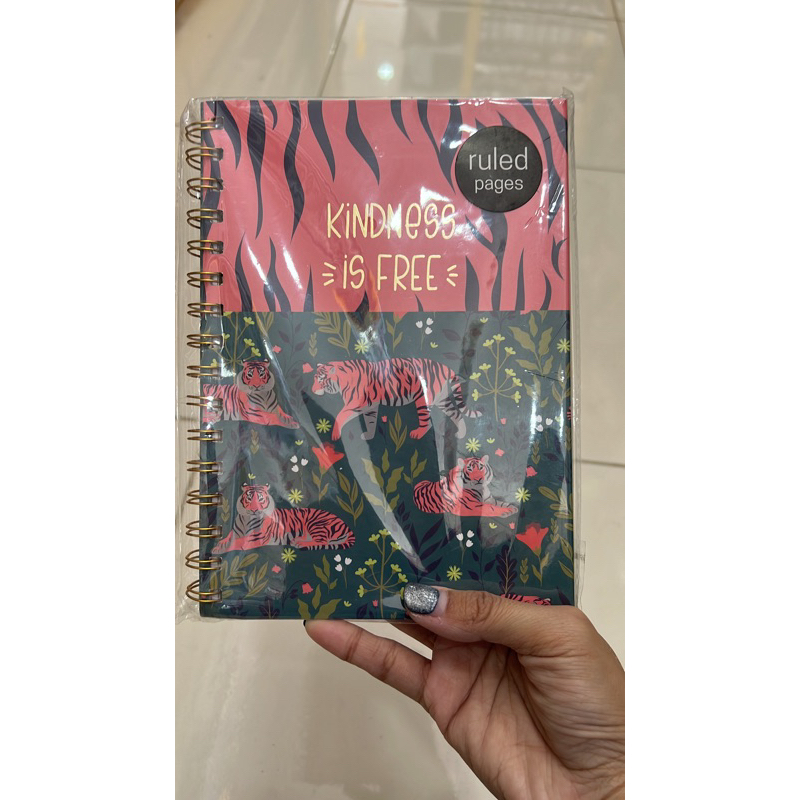 ruled
pages
KiNDNeSS
iS FREE